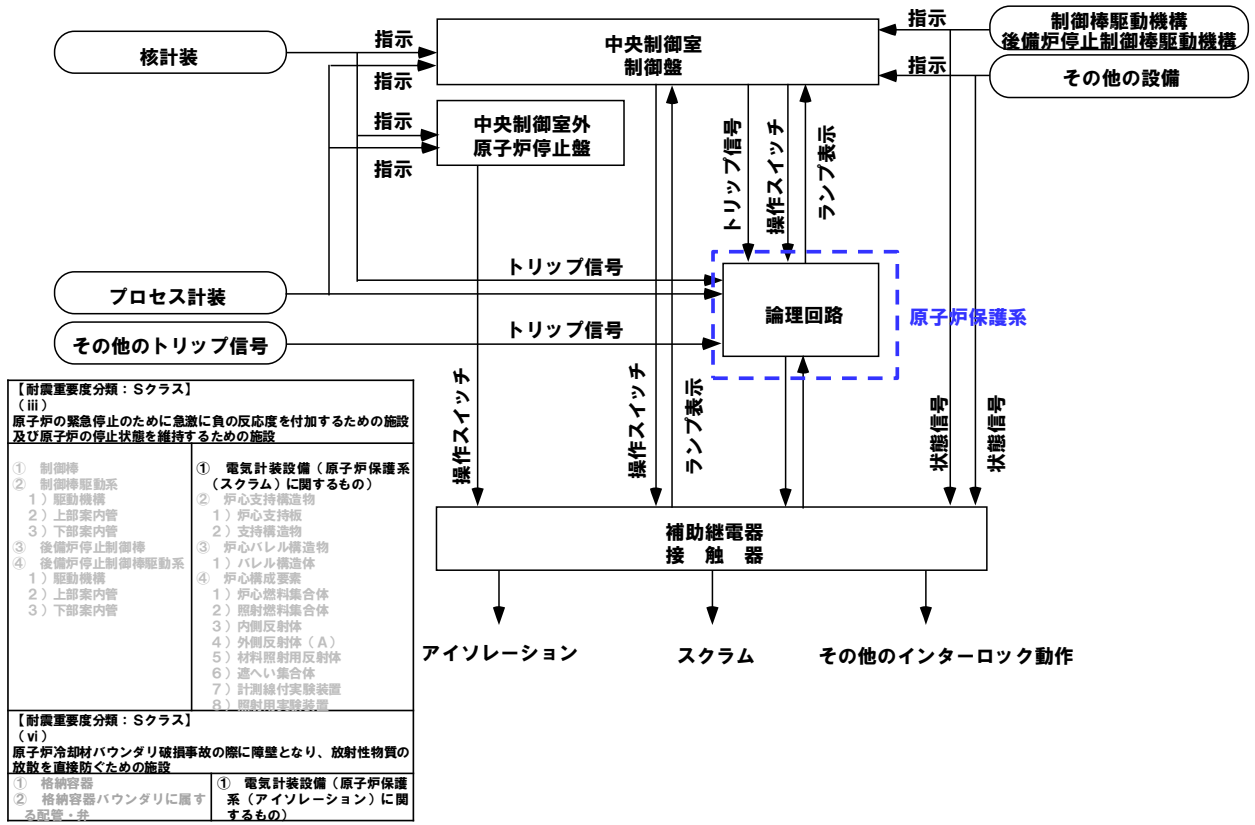 核計装
指示
指示
中央制御室
制御盤
指示
指示
制御棒駆動機構
後備炉停止制御棒駆動機構
その他の設備
指示
指示
中央制御室外
原子炉停止盤
トリップ信号
操作スイッチ
ランプ表示
プロセス計装
トリップ信号
論理回路
原子炉保護系
その他のトリップ信号
トリップ信号
操作スイッチ
操作スイッチ
ランプ表示
状態信号
状態信号
補助継電器
接 触 器
アイソレーション
スクラム
その他のインターロック動作
【耐震重要度分類：Ｓクラス】
（ⅲ）
原子炉の緊急停止のために急激に負の反応度を付加するための施設
及び原子炉の停止状態を維持するための施設
① 制御棒
② 制御棒駆動系
１）駆動機構
２）上部案内管
３）下部案内管
③ 後備炉停止制御棒
④ 後備炉停止制御棒駆動系
１）駆動機構
２）上部案内管
３）下部案内管
① 電気計装設備（原子炉保護系
（スクラム）に関するもの）
② 炉心支持構造物
１）炉心支持板
２）支持構造物
③ 炉心バレル構造物
１）バレル構造体
④ 炉心構成要素
１）炉心燃料集合体
２）照射燃料集合体
３）内側反射体
４）外側反射体（Ａ）
５）材料照射用反射体
６）遮へい集合体
７）計測線付実験装置
８）照射用実験装置
【耐震重要度分類：Ｓクラス】
（ⅵ）
原子炉冷却材バウンダリ破損事故の際に障壁となり、放射性物質の
放散を直接防ぐための施設
① 格納容器
② 格納容器バウンダリに属す
る配管・弁
① 電気計装設備（原子炉保護
系（アイソレーション）に関
するもの）